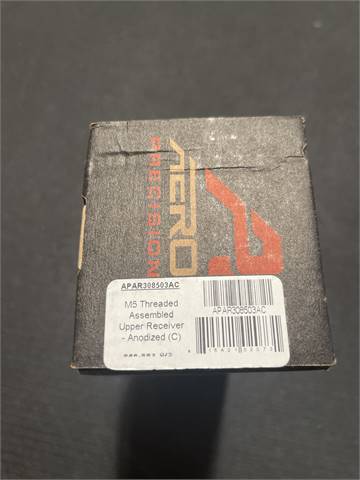 AERO
PRECISION
APAR308503AC
M5 Threaded
Assembled
Upper Receiver
- Anodized (C)
APAR308503AC